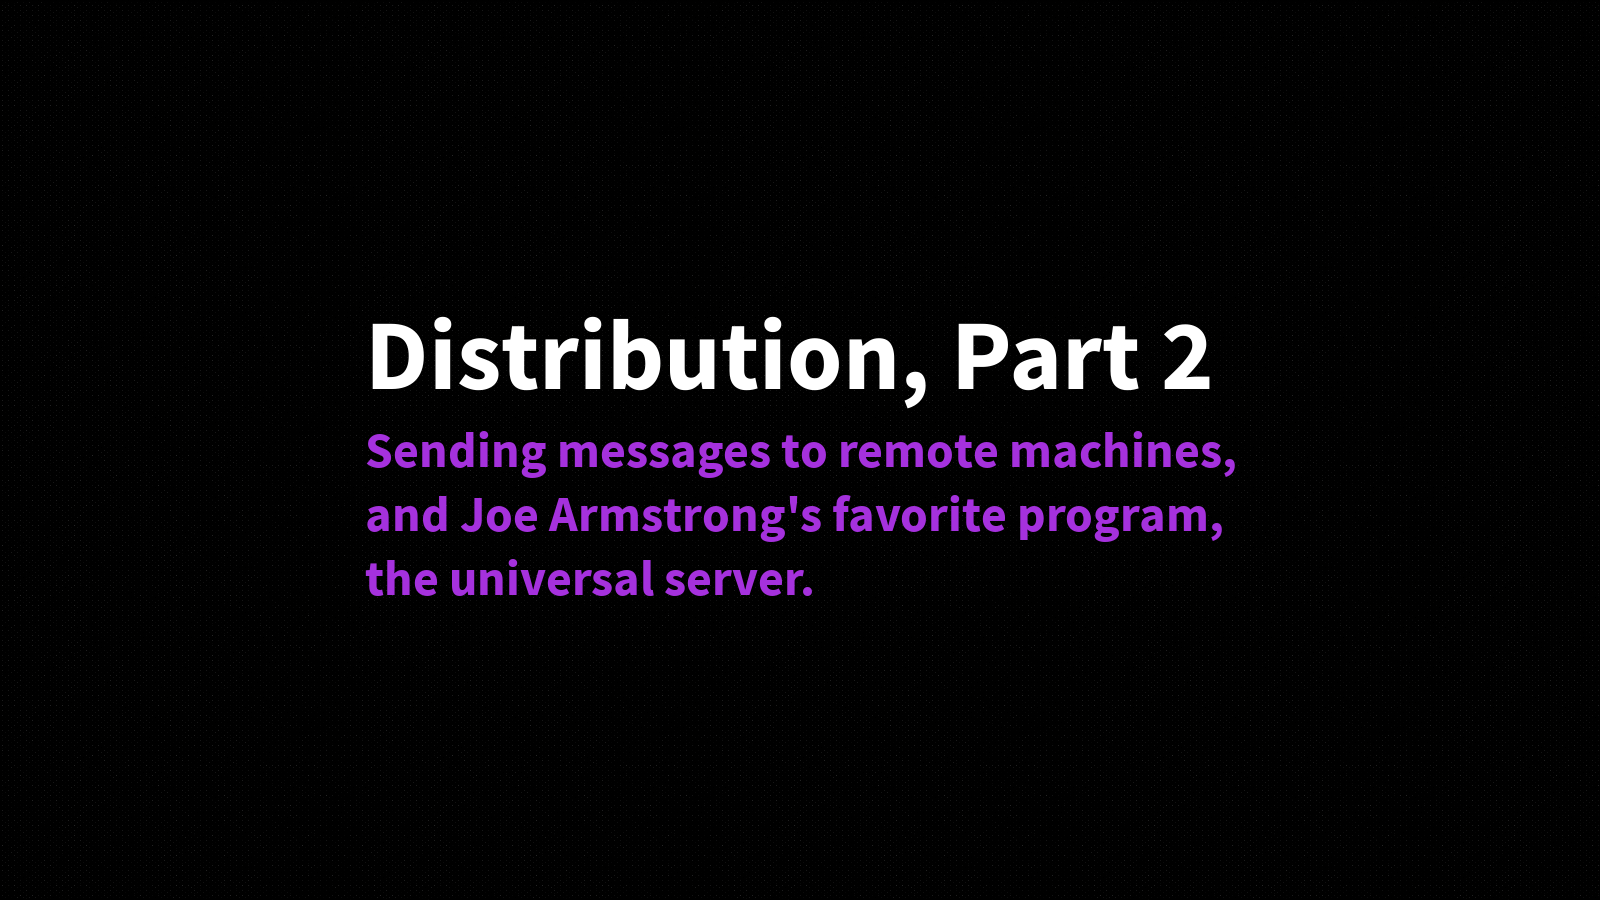 Distribution, Part 2
Sending messages to remote machines,
and Joe Armstrong's favorite program,
the universal server.